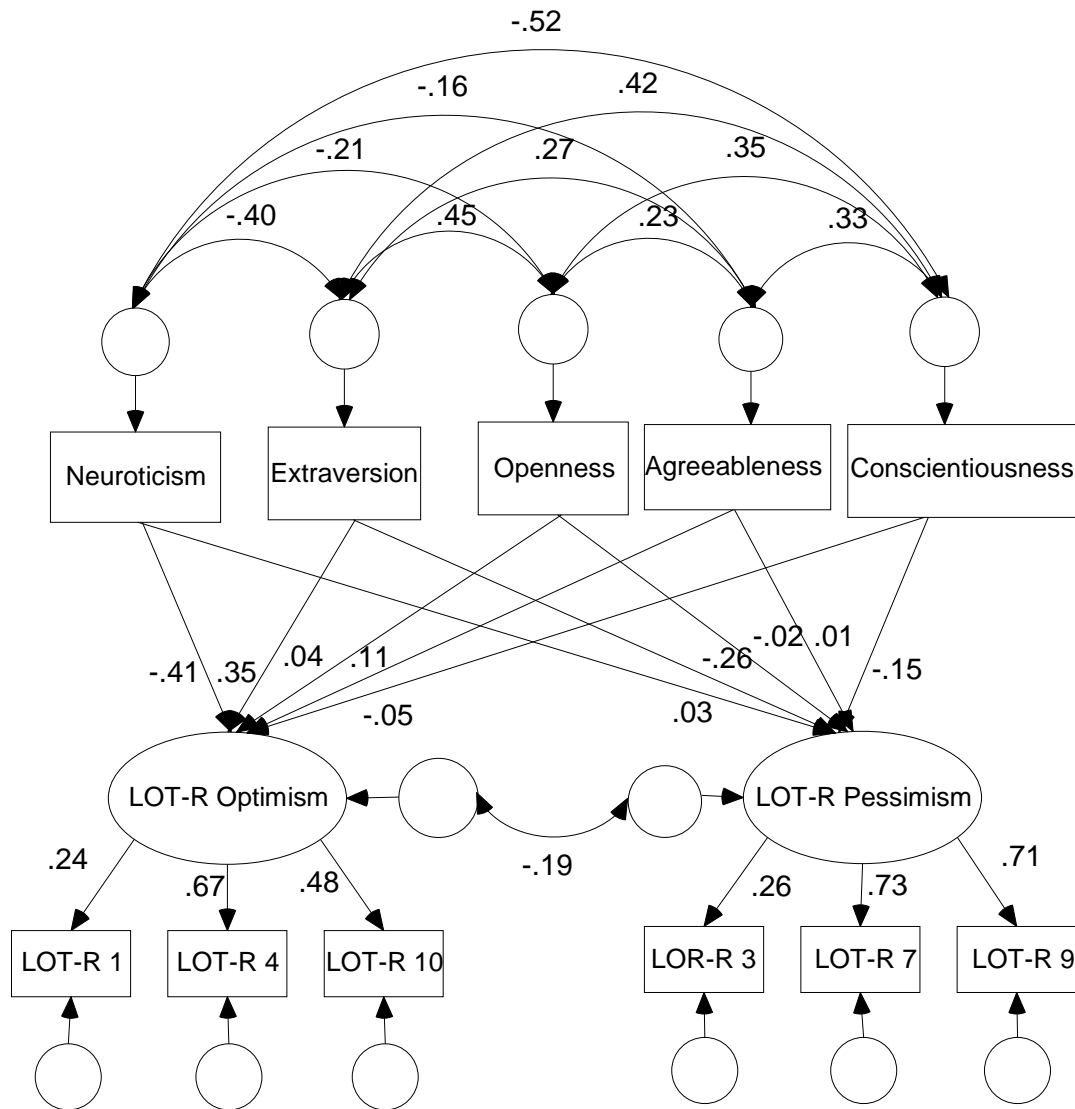 -.52
-.16
.42
-.21
.27
.35
-.40
.45
.23
.33
Neuroticism
Extraversion
Openness
Agreeableness
Conscientiousness
-.41
.35
.04
.11
-.05
.03
-.26
-.02
.01
-.15
LOT-R Optimism
LOT-R Pessimism
-.19
.24
.67
.48
.26
.73
.71
LOT-R 1
LOT-R 4
LOT-R 10
LOR-R 3
LOT-R 7
LOT-R 9